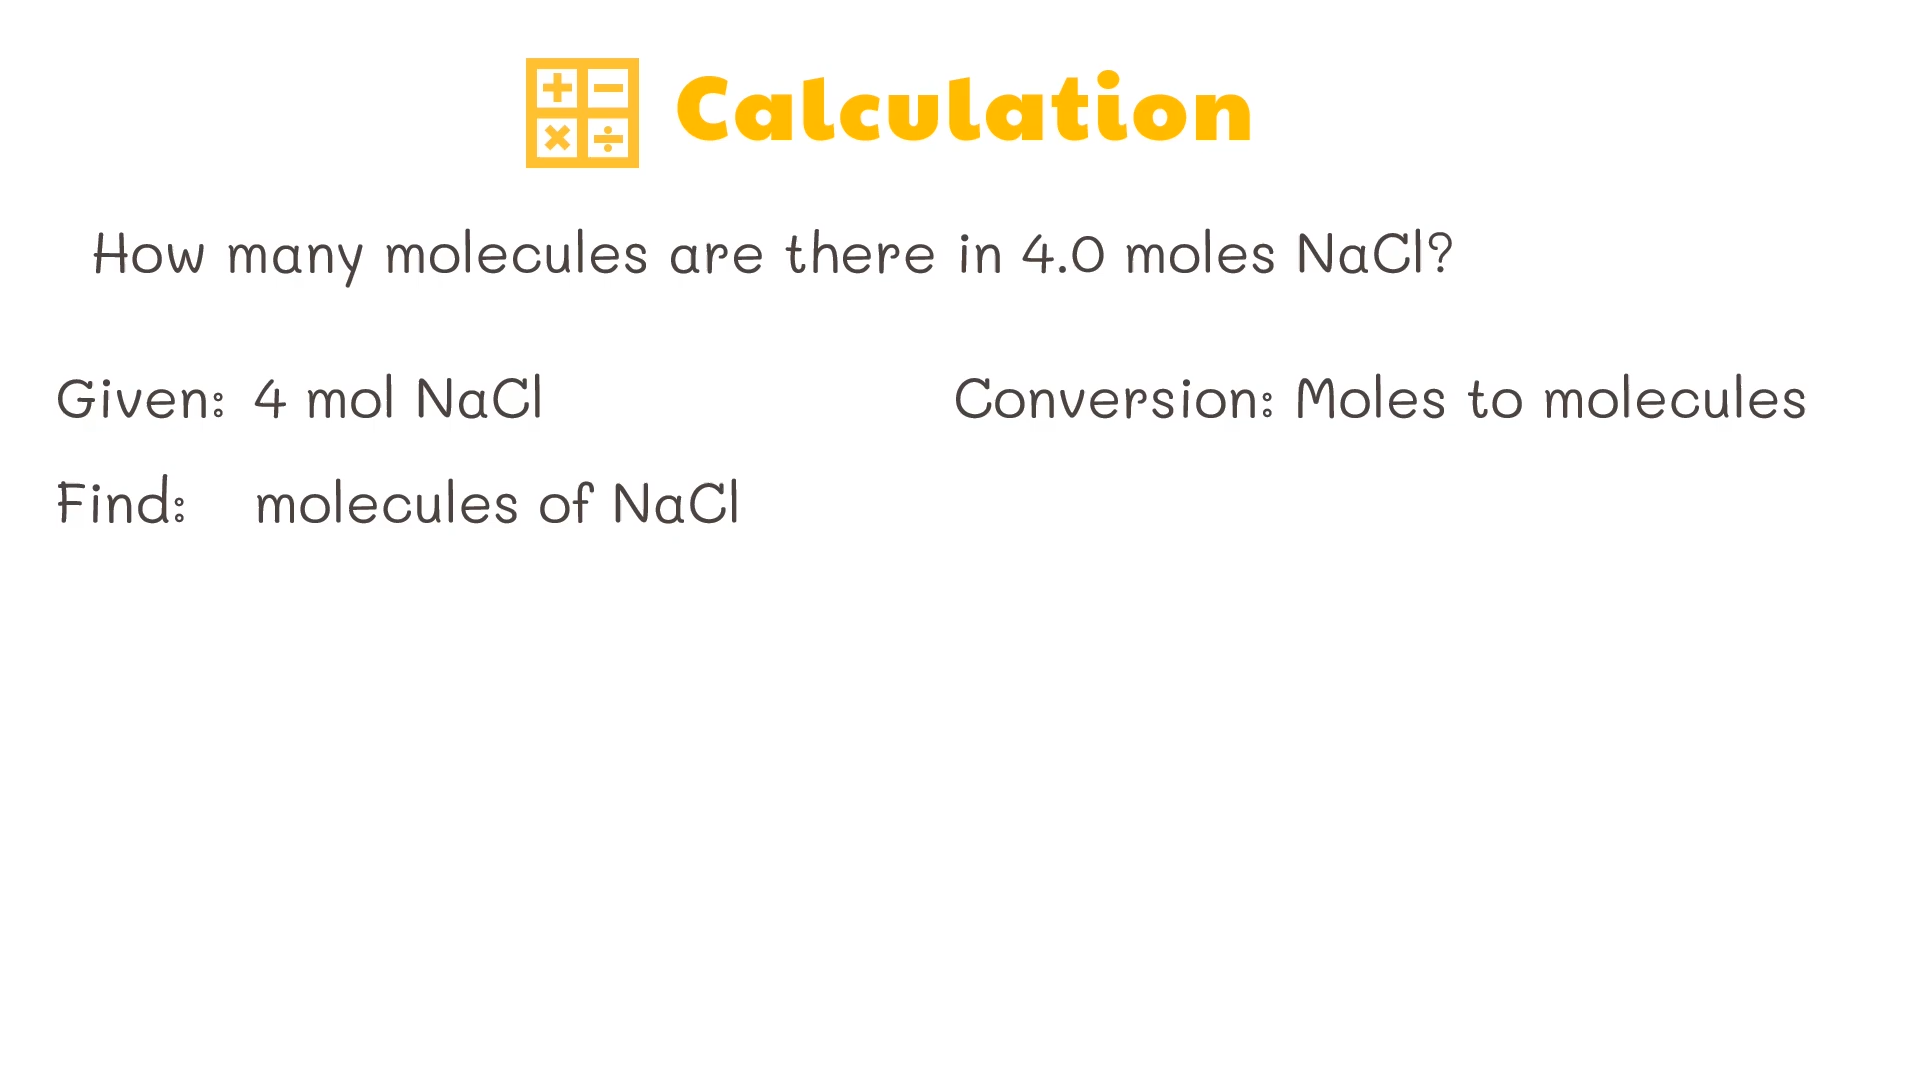 Calculation
How many molecules are there in 4.0 moles NaCl?
Given: 4 mol NaCl
Conversion: Moles to molecules
Find: molecules of NaCl